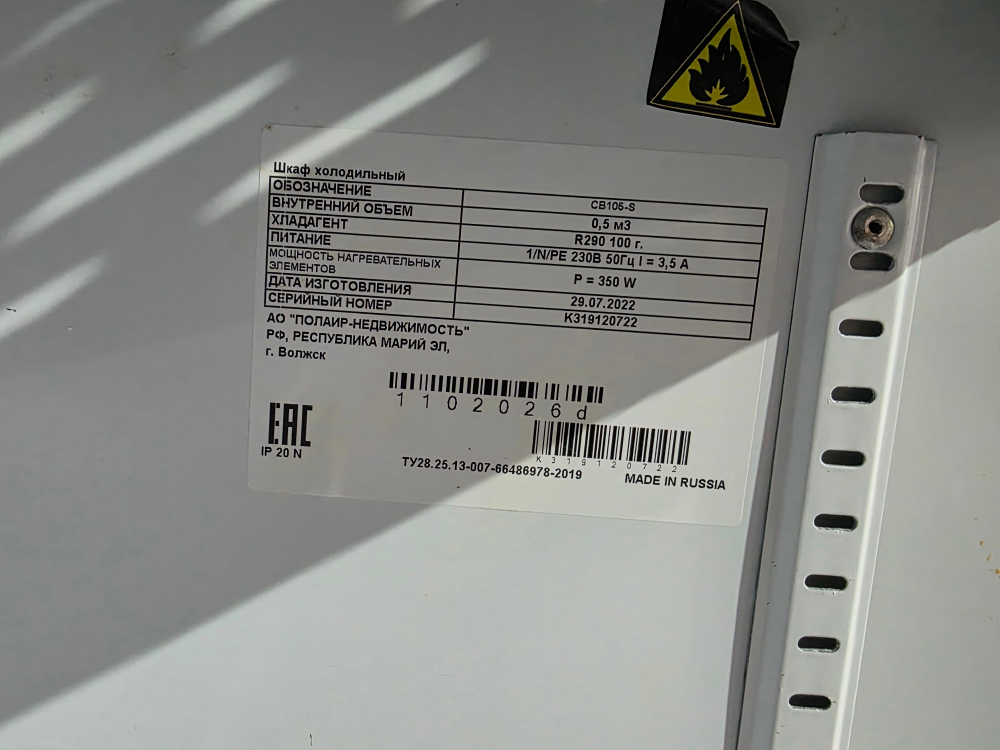 Шкаф холодильный
ОБОЗНАЧЕНИЕ CB105-S
ВНУТРЕННИЙ ОБЪЕМ 0,5 м3
ХЛАДАГЕНТ R290 100 г.
ПИТАНИЕ 1/N/PE 230В 50Гц I = 3,5 А
МОЩНОСТЬ НАГРЕВАТЕЛЬНЫХ ЭЛЕМЕНТОВ P = 350 W
ДАТА ИЗГОТОВЛЕНИЯ 29.07.2022
СЕРИЙНЫЙ НОМЕР K319120722
АО "ПОЛАИР-НЕДВИЖИМОСТЬ"
РФ, РЕСПУБЛИКА МАРИЙ ЭЛ,
г. Волжск
1102026d
EAC
IP 20 N
K319120722
ТУ28.25.13-007-66486978-2019
MADE IN RUSSIA